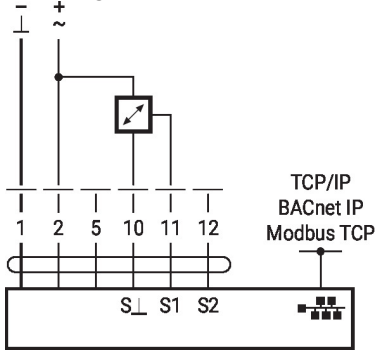 − +
⊥ ~
TCP/IP
BACnet IP
Modbus TCP
1 2 5 10 11 12
S⊥ S1 S2